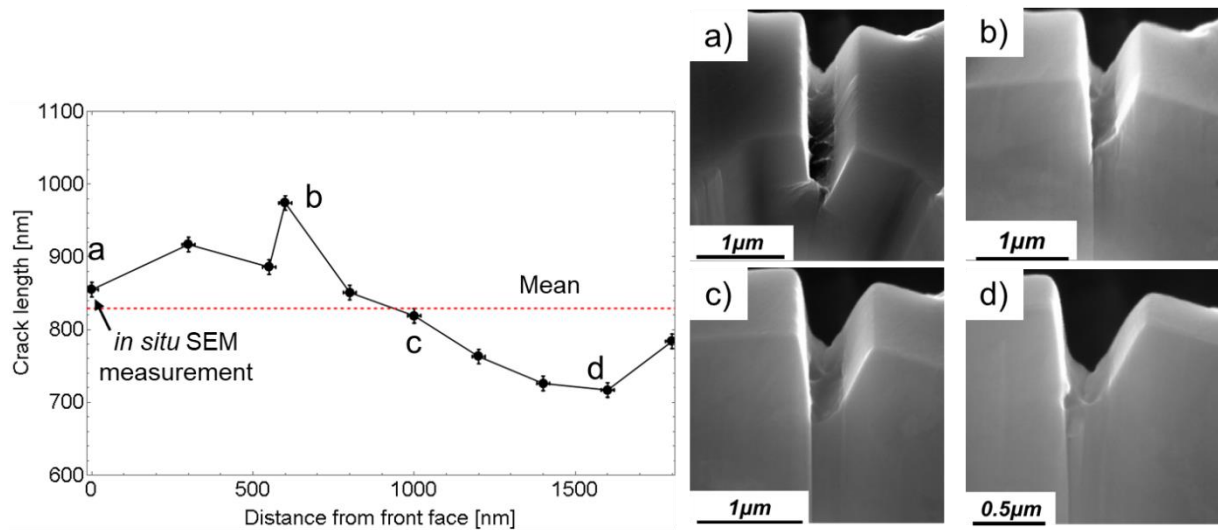 1100
1000
900
800
700
600
Crack length [nm]
a
b
c
d
Mean
in situ SEM
measurement
0
500
1000
1500
Distance from front face [nm]
a)
1μm
b)
1μm
c)
1μm
d)
0.5μm